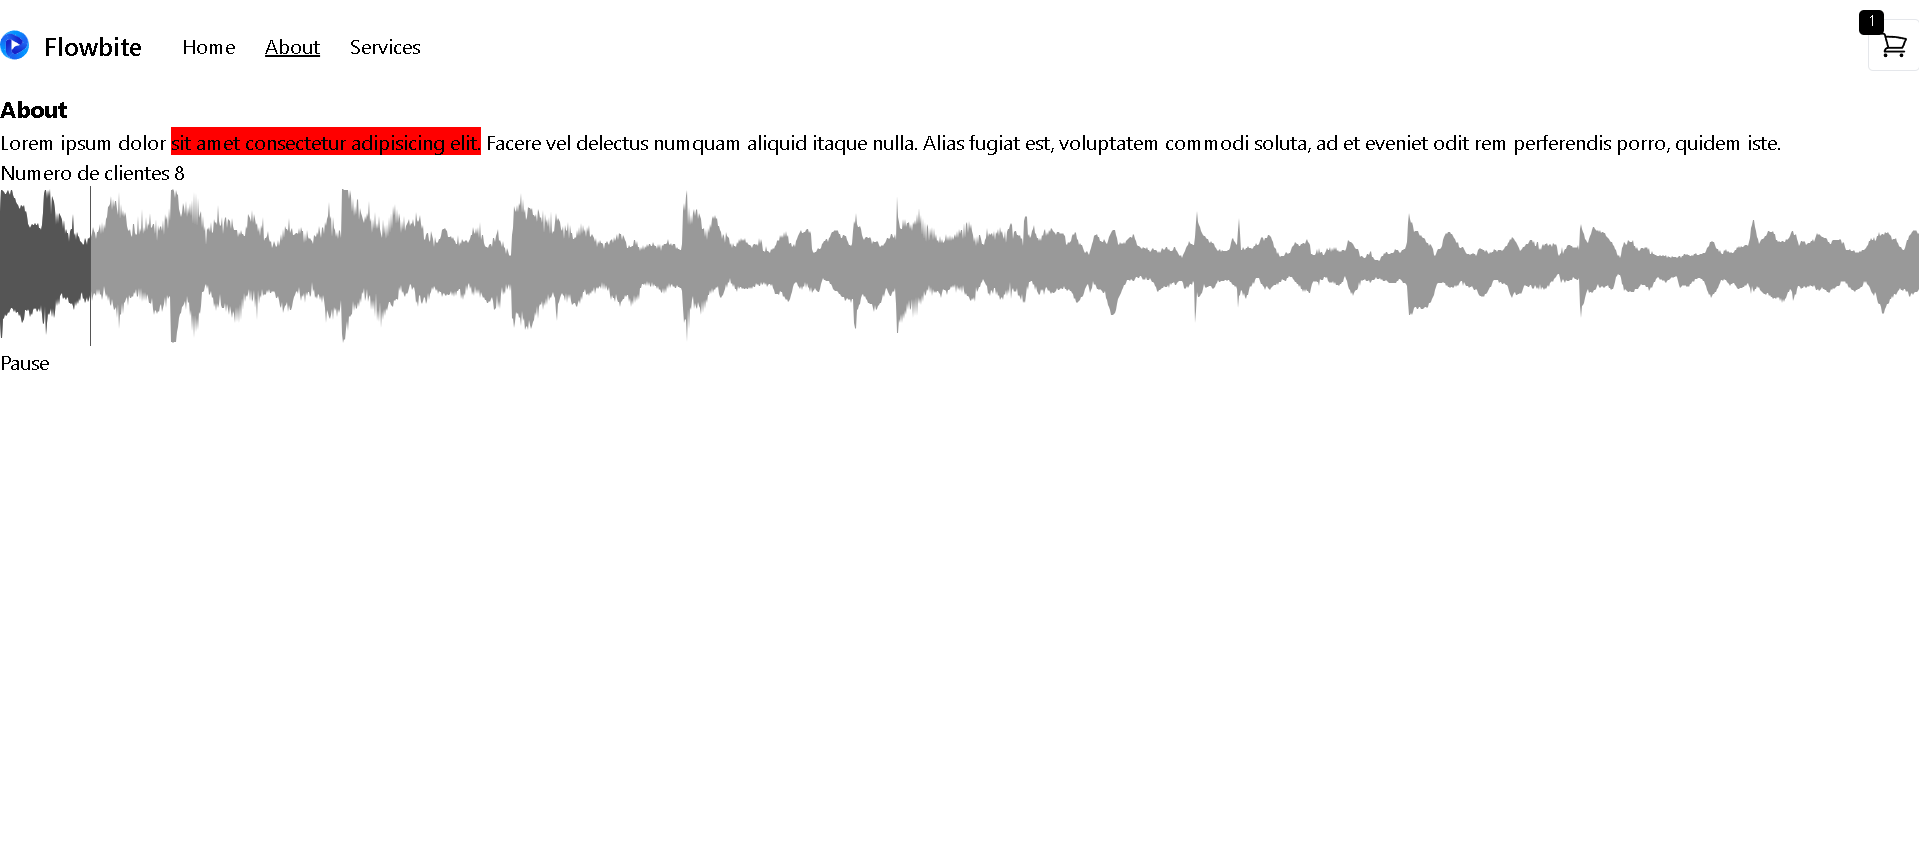 Flowbite Home About Services 1
About
Lorem ipsum dolor sit amet consectetur adipisicing elit. Facere vel delectus numquam aliquid itaque nulla. Alias fugiat est, voluptatem commodi soluta, ad et eveniet odit rem perferendis porro, quidem iste.
Numero de clientes 8
Pause